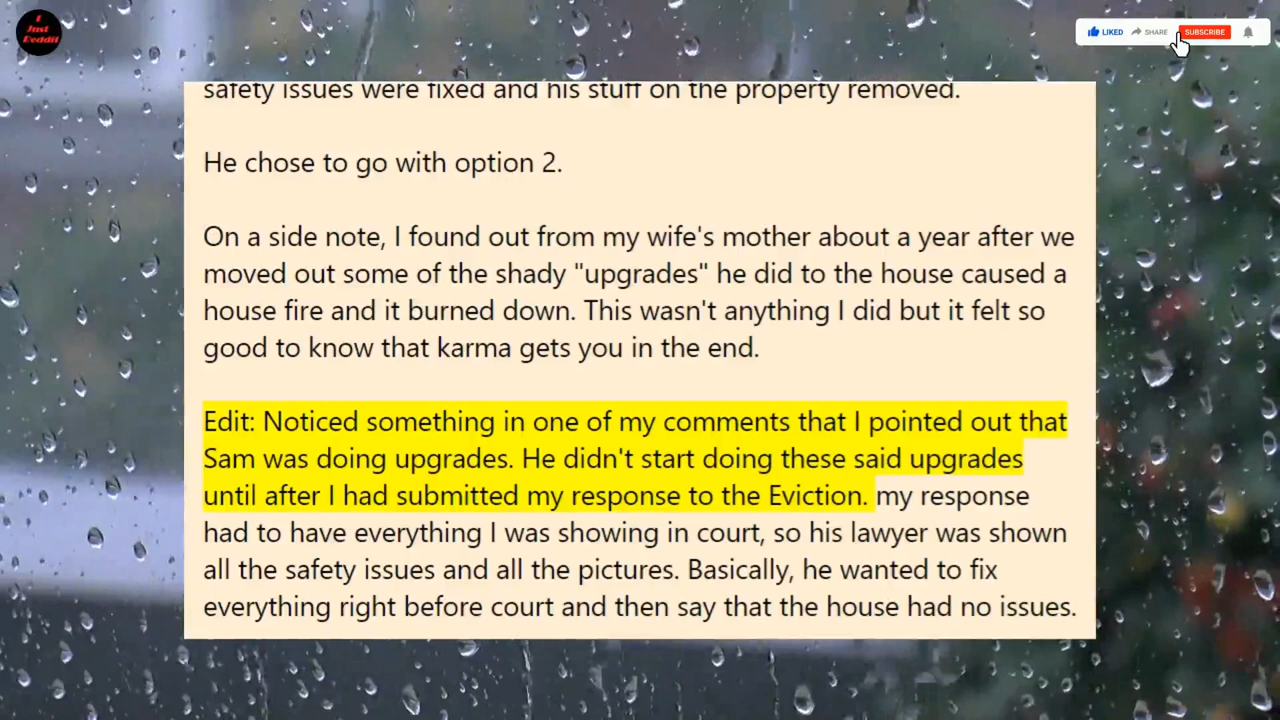 I
Just
Reddit
LIKED
SHARE
SUBSCRIBE
safety issues were fixed and his stuff on the property removed.
He chose to go with option 2.
On a side note, I found out from my wife's mother about a year after we
moved out some of the shady "upgrades" he did to the house caused a
house fire and it burned down. This wasn't anything I did but it felt so
good to know that karma gets you in the end.
Edit: Noticed something in one of my comments that I pointed out that
Sam was doing upgrades. He didn't start doing these said upgrades
until after I had submitted my response to the Eviction. my response
had to have everything I was showing in court, so his lawyer was shown
all the safety issues and all the pictures. Basically, he wanted to fix
everything right before court and then say that the house had no issues.